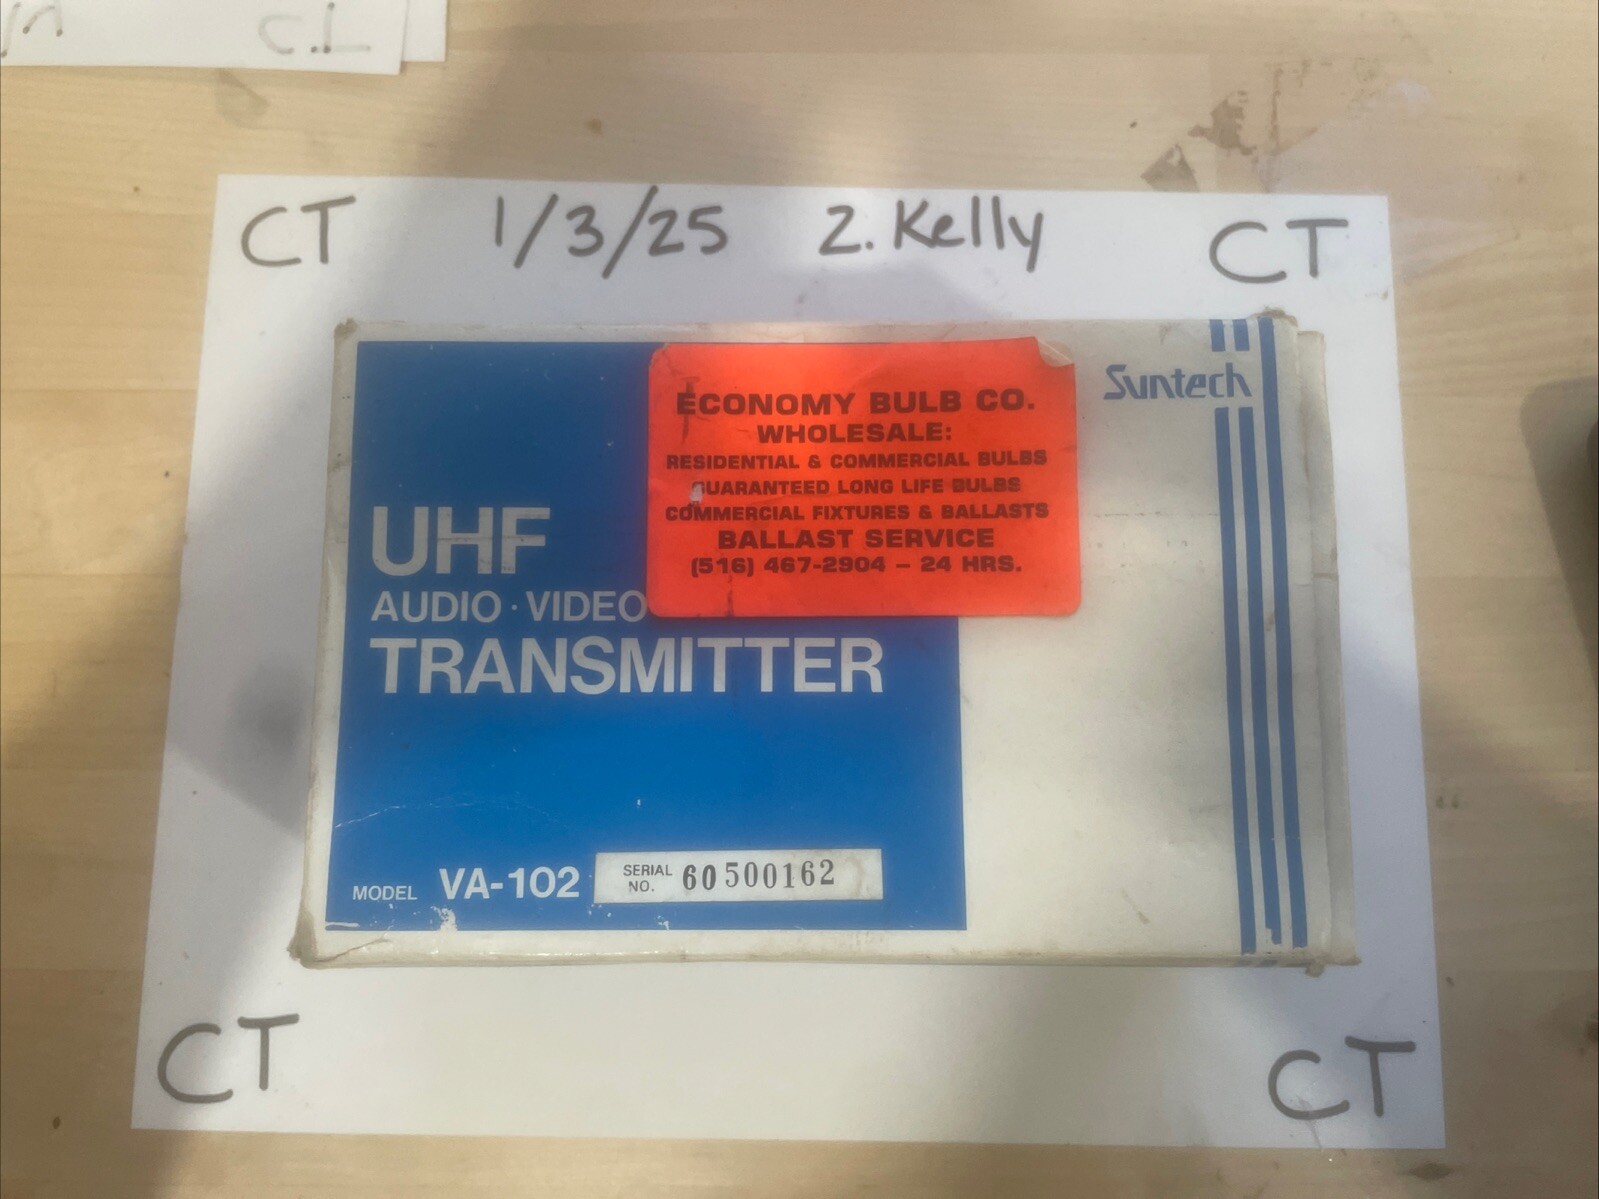 CT 1/3/25 Z. Kelly CT
Suntech
ECONOMY BULB CO.
WHOLESALE:
RESIDENTIAL & COMMERCIAL BULBS
GUARANTEED LONG LIFE BULBS
COMMERCIAL FIXTURES & BALLASTS
BALLAST SERVICE
(516) 467-2904 — 24 HRS.
UHF
AUDIO · VIDEO
TRANSMITTER
MODEL VA-102 SERIAL NO. 60500162
CT CT